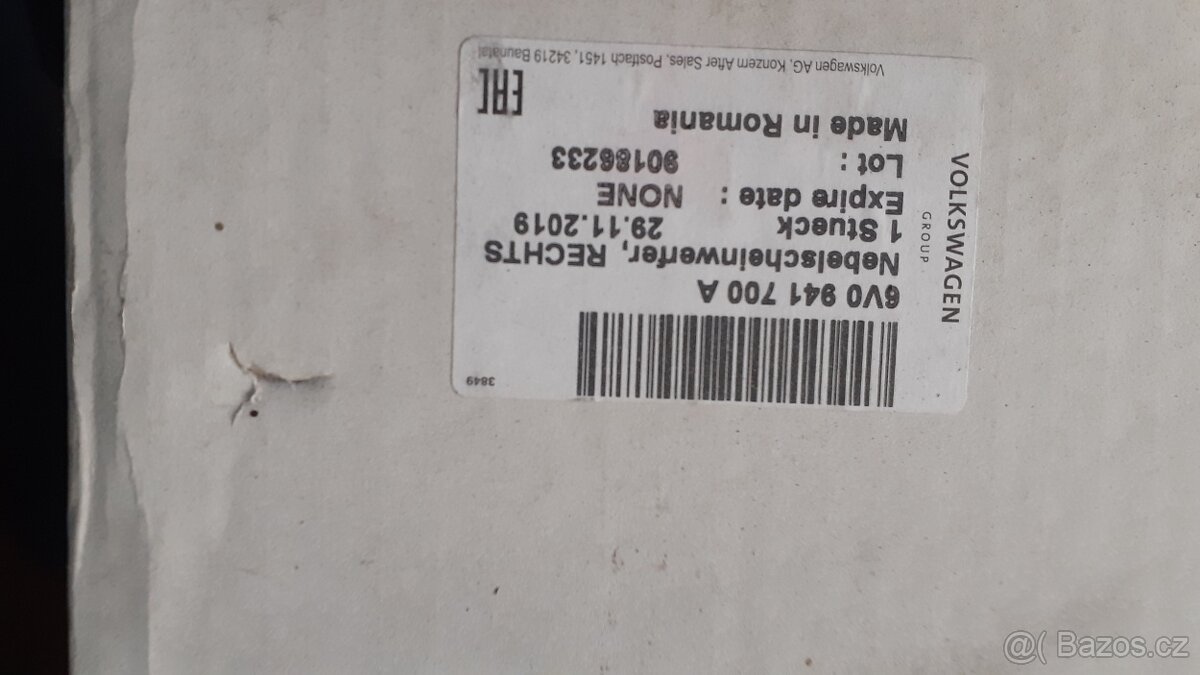 3849
6V0 941 700 A
Nebelscheinwerfer, RECHTS
1 Stueck 29.11.2019
Expire date : NONE
Lot : 90186233
Made in Romania
EAC
Volkswagen AG, Konzern After Sales, Postfach 1451, 34219 Baunatal
VOLKSWAGEN
GROUP
@( Bazos.cz